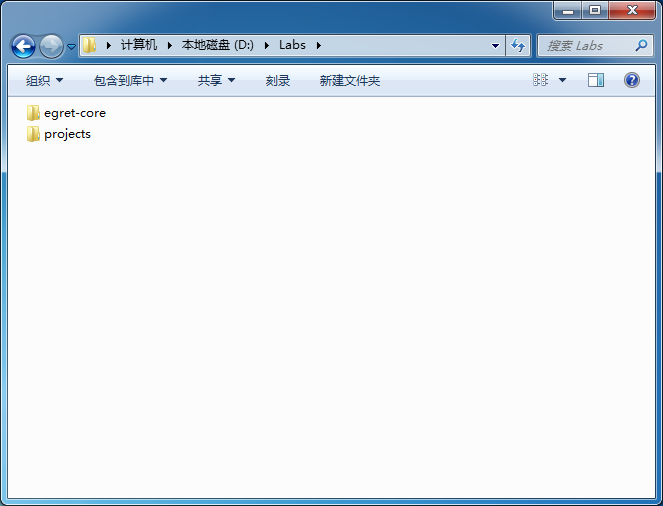 计算机 本地磁盘 (D:) Labs 搜索 Labs
组织 包含到库中 共享 刻录 新建文件夹
egret-core
projects